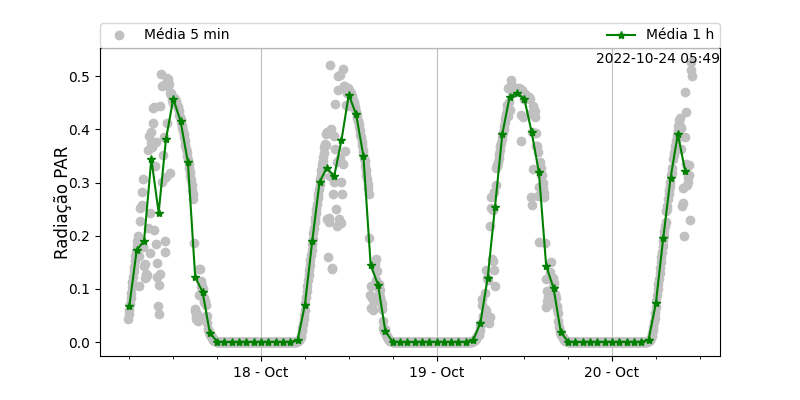 Média 5 min
Média 1 h
2022-10-24 05:49
Radiação PAR
0.5
0.4
0.3
0.2
0.1
0.0
18 - Oct
19 - Oct
20 - Oct